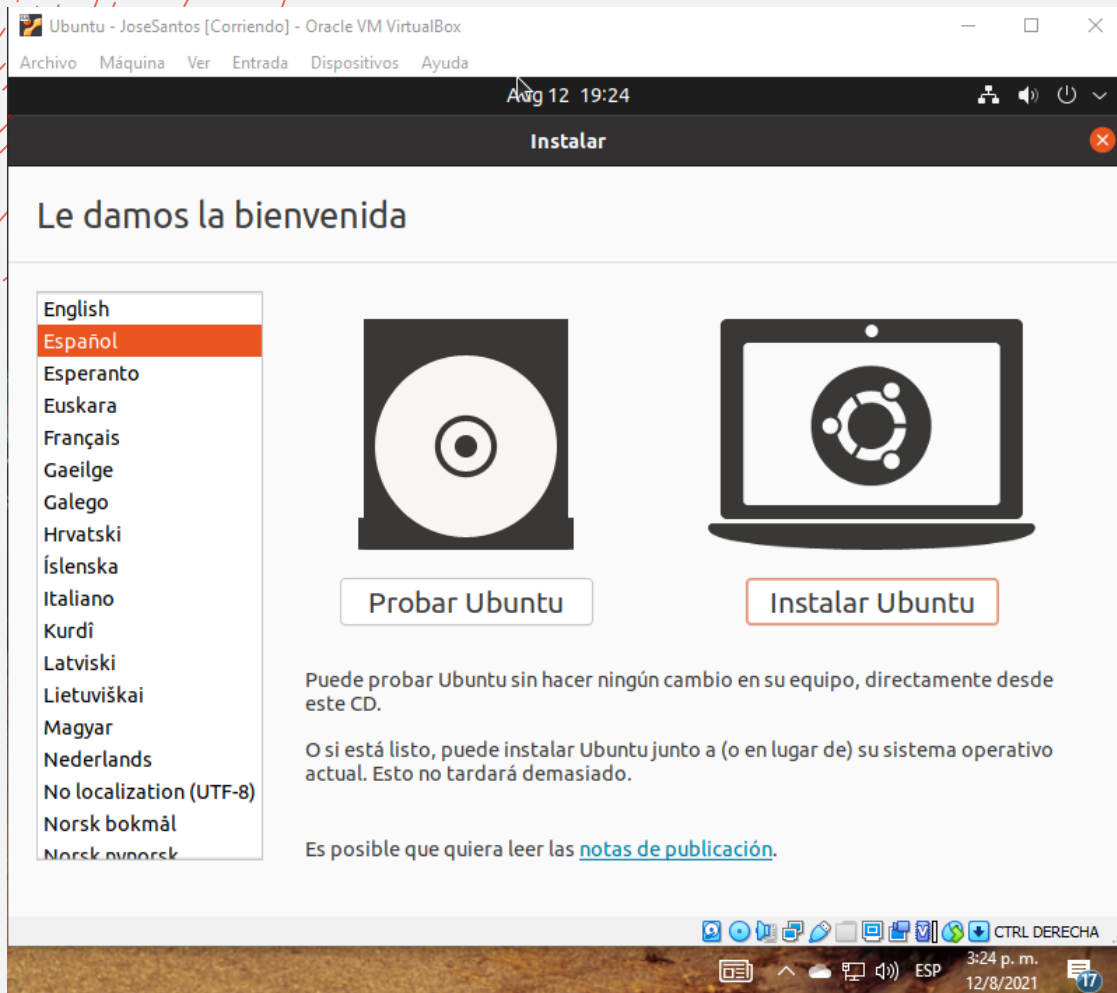 Ubuntu - JoseSantos [Corriendo] - Oracle VM VirtualBox
Archivo Máquina Ver Entrada Dispositivos Ayuda
Aug 12 19:24
Instalar
Le damos la bienvenida
English
Español
Esperanto
Euskara
Français
Gaeilge
Galego
Hrvatski
Íslenska
Italiano
Kurdî
Latviski
Lietuviškai
Magyar
Nederlands
No localization (UTF-8)
Norsk bokmål
Norsk nynorsk
Probar Ubuntu
Instalar Ubuntu
Puede probar Ubuntu sin hacer ningún cambio en su equipo, directamente desde
este CD.
O si está listo, puede instalar Ubuntu junto a (o en lugar de) su sistema operativo
actual. Esto no tardará demasiado.
Es posible que quiera leer las notas de publicación.
CTRL DERECHA
ESP
3:24 p. m.
12/8/2021
17